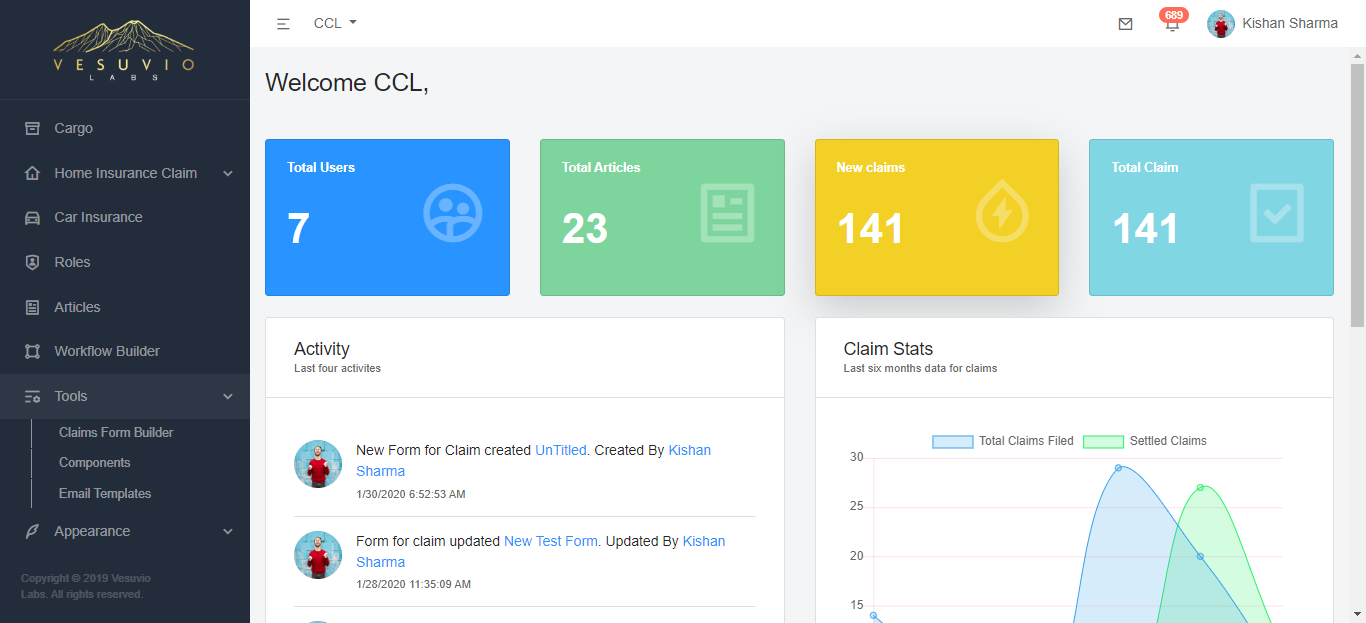 VESUVIO
LABS
CCL
689
Kishan Sharma
Cargo
Home Insurance Claim
Car Insurance
Roles
Articles
Workflow Builder
Tools
Claims Form Builder
Components
Email Templates
Appearance
Copyright © 2019 Vesuvio
Labs. All rights reserved.
Welcome CCL,
Total Users
7
Total Articles
23
New claims
141
Total Claim
141
Activity
Last four activites
New Form for Claim created UnTitled. Created By Kishan
Sharma
1/30/2020 6:52:53 AM
Form for claim updated New Test Form. Updated By Kishan
Sharma
1/28/2020 11:35:09 AM
Claim Stats
Last six months data for claims
Total Claims Filed Settled Claims
30
25
20
15